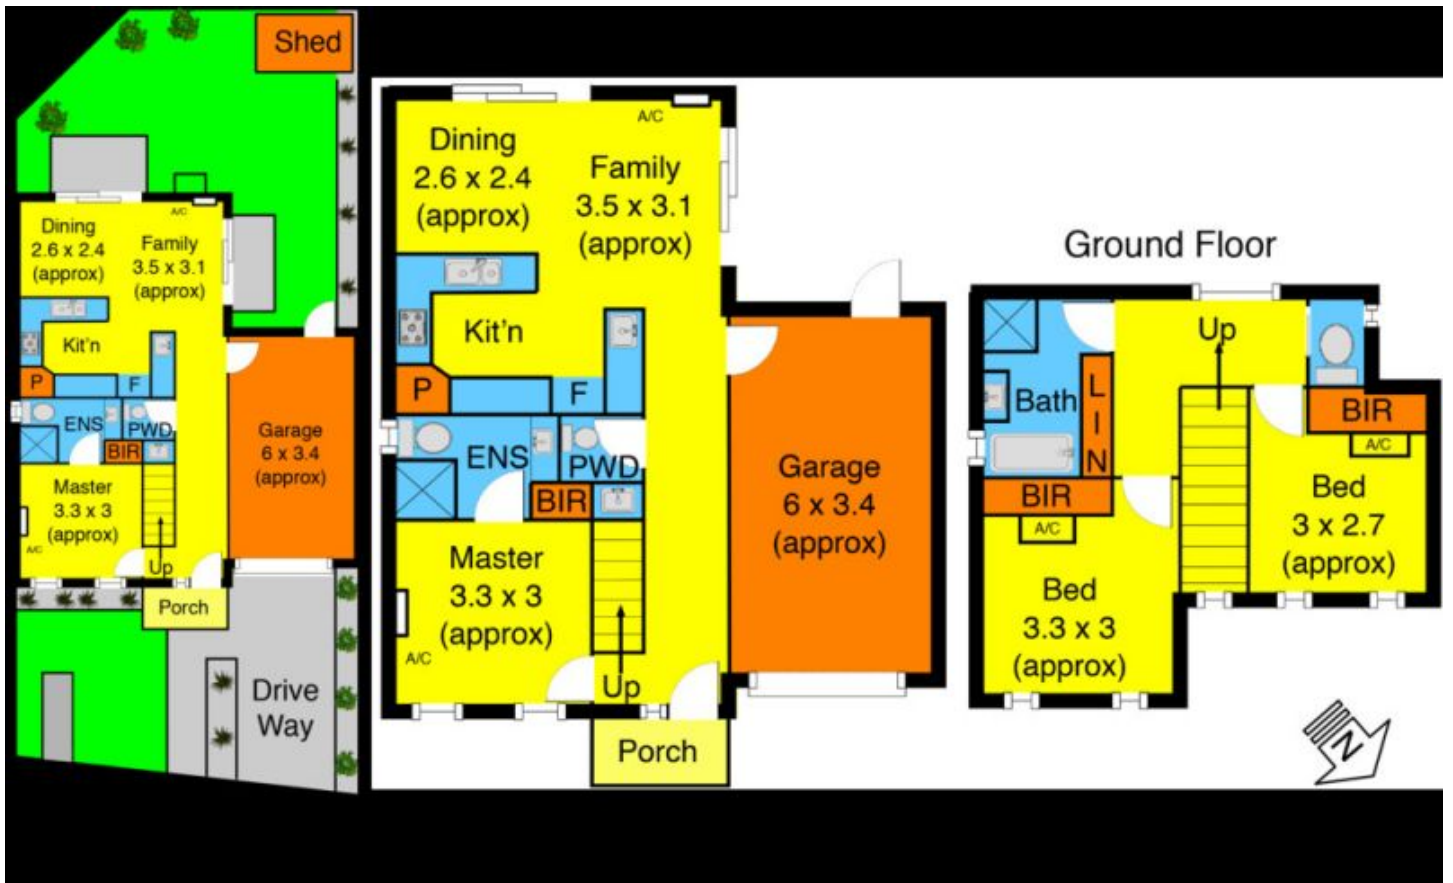 Shed
A/C
Dining
2.6 x 2.4
(approx)
Family
3.5 x 3.1
(approx)
Kit'n
P
F
ENS
PWD
BIR
Garage
6 x 3.4
(approx)
Master
3.3 x 3
(approx)
A/C
Up
Porch
Drive
Way
A/C
Dining
2.6 x 2.4
(approx)
Family
3.5 x 3.1
(approx)
Kit'n
P
F
ENS
PWD
BIR
Garage
6 x 3.4
(approx)
Master
3.3 x 3
(approx)
A/C
Up
Porch
Ground Floor
Up
Bath
L
I
N
BIR
A/C
BIR
A/C
Bed
3 x 2.7
(approx)
Bed
3.3 x 3
(approx)
N